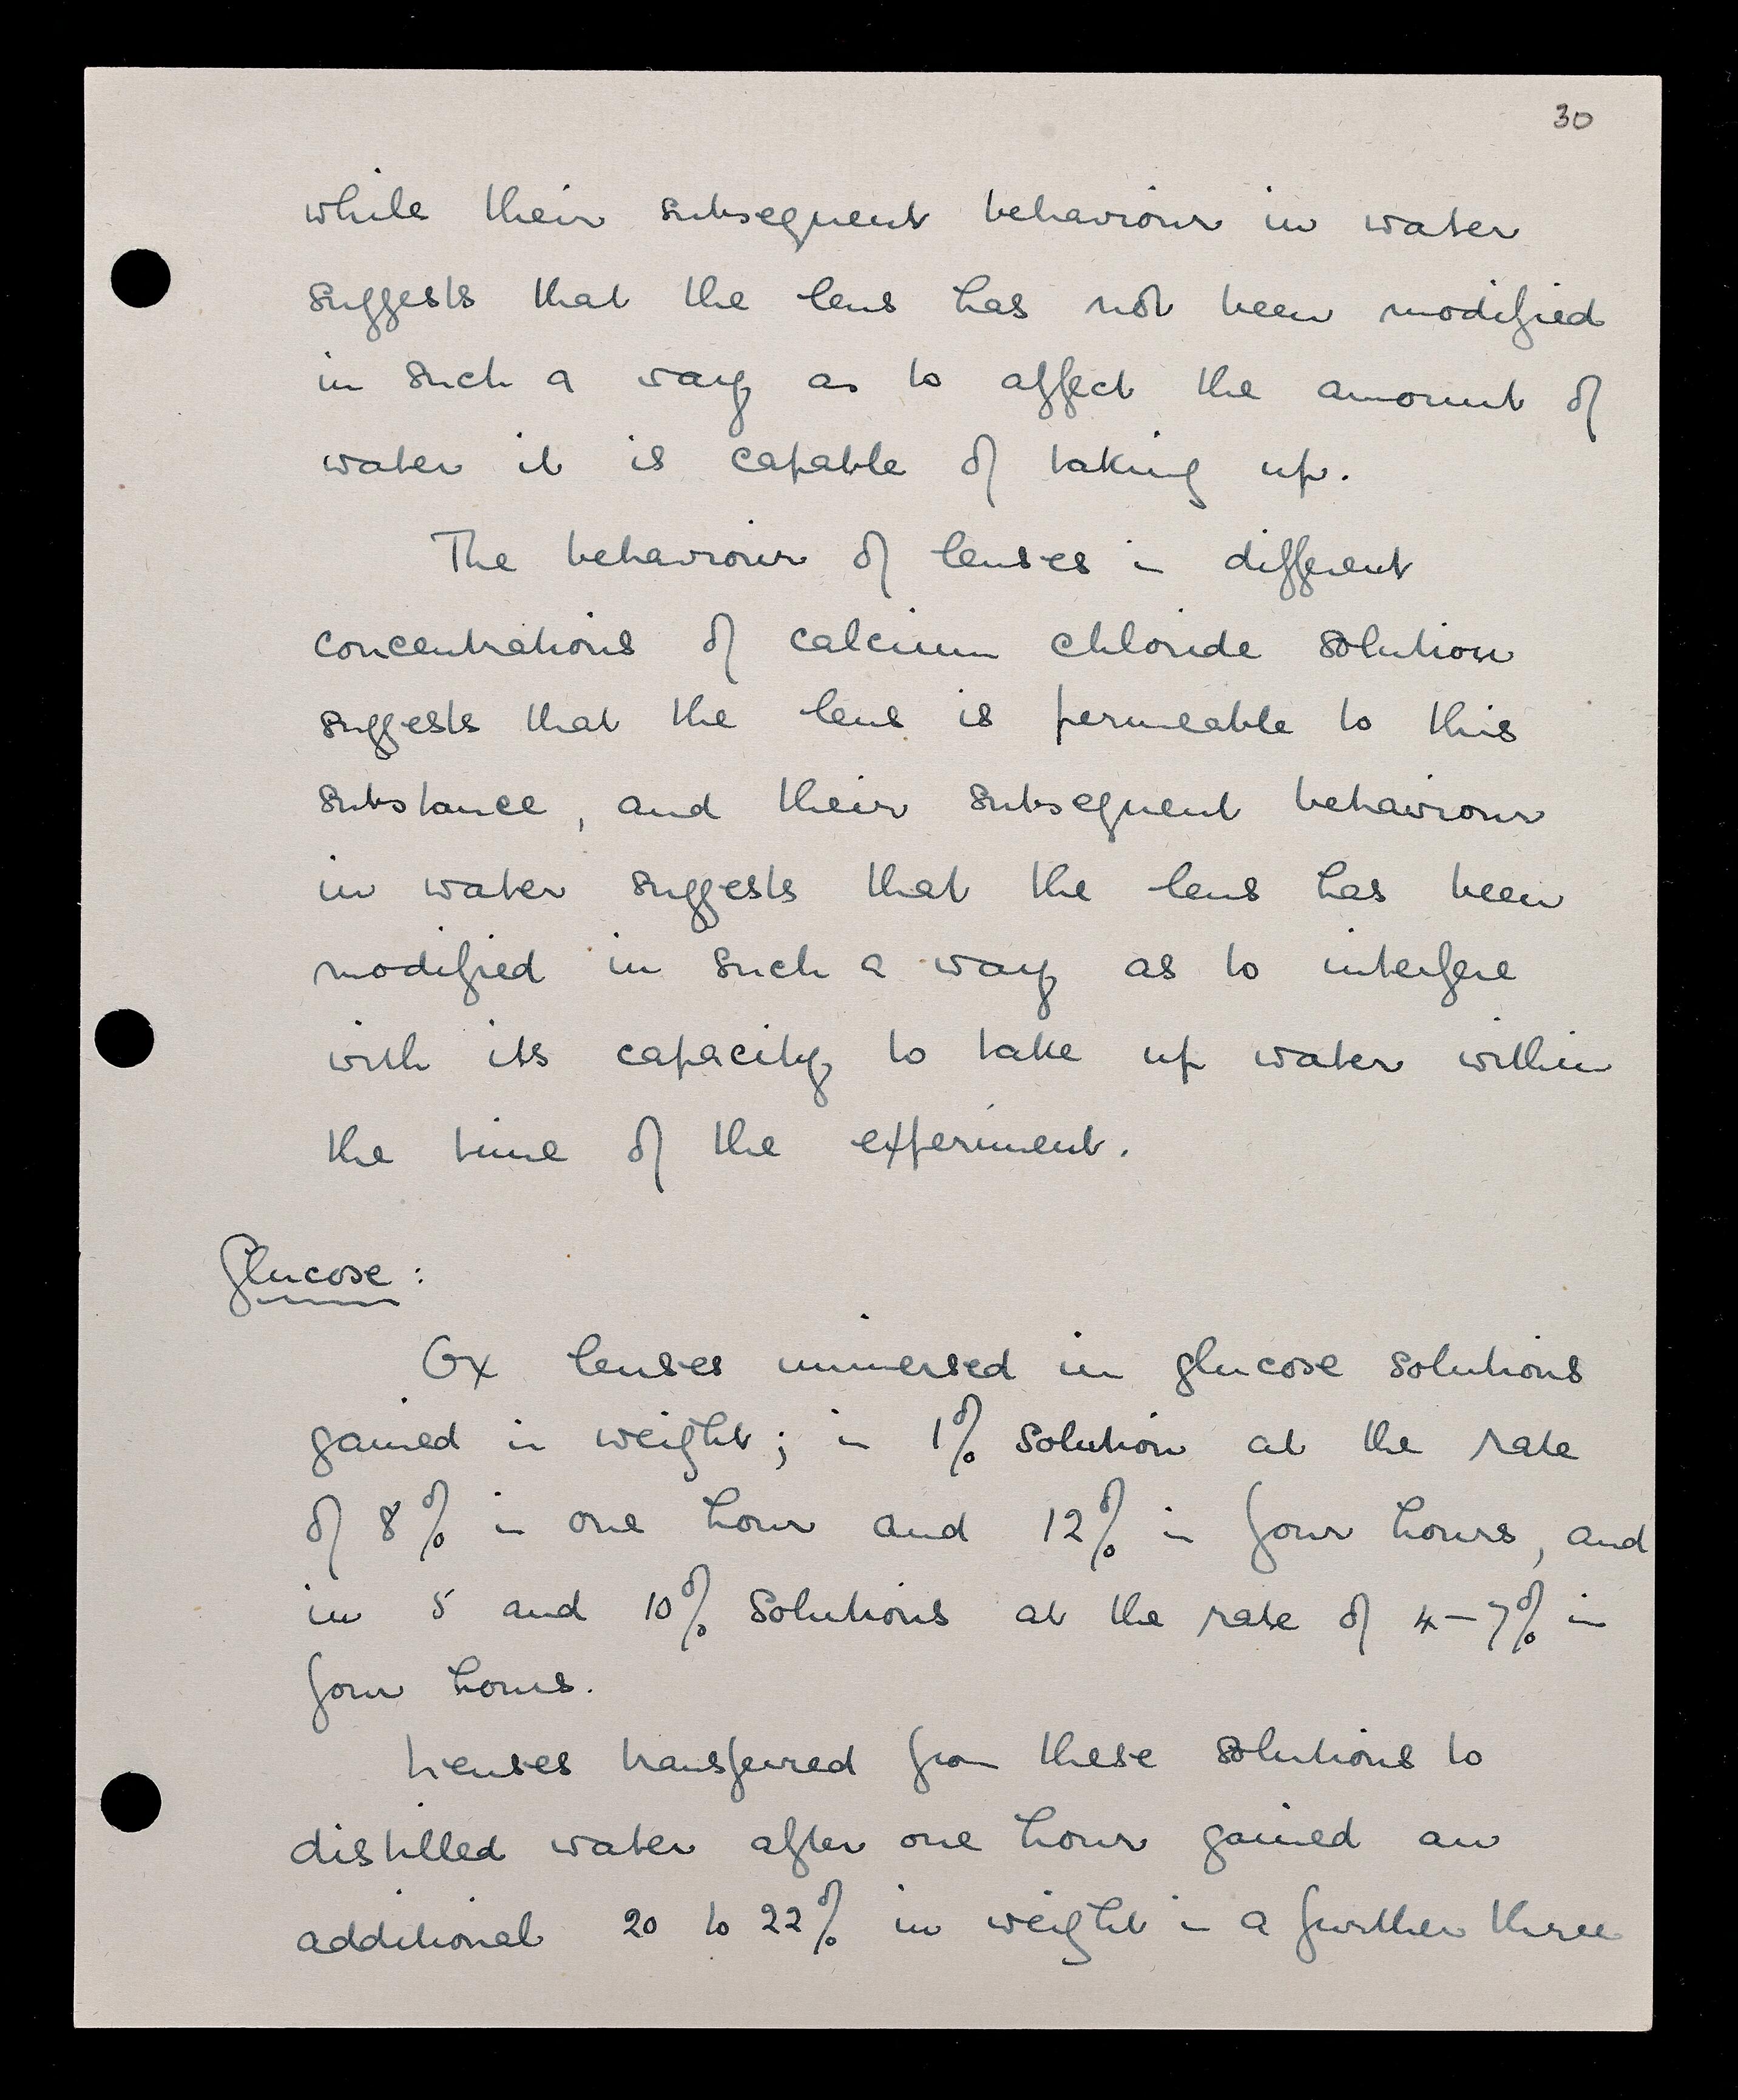 30
while their subsequent behaviour in water
suggests that the lens has not been modified
in such a way as to affect the amount of
water it is capable of taking up.
The behaviour of lenses in different
concentrations of calcium chloride solution
suggests that the lens is permeable to this
substance, and their subsequent behaviour
in water suggests that the lens has been
modified in such a way as to interfere
with its capacity to take up water within
the time of the experiment.
Glucose:
Ox lenses immersed in glucose solutions
gained in weight; in 1% solution at the rate
of 8% in one hour and 12% in four hours, and
in 5 and 10% solutions at the rate of 4-7% in
four hours.
Lenses transferred from these solutions to
distilled water after one hour gained an
additional 20 to 22% in weight in a further three